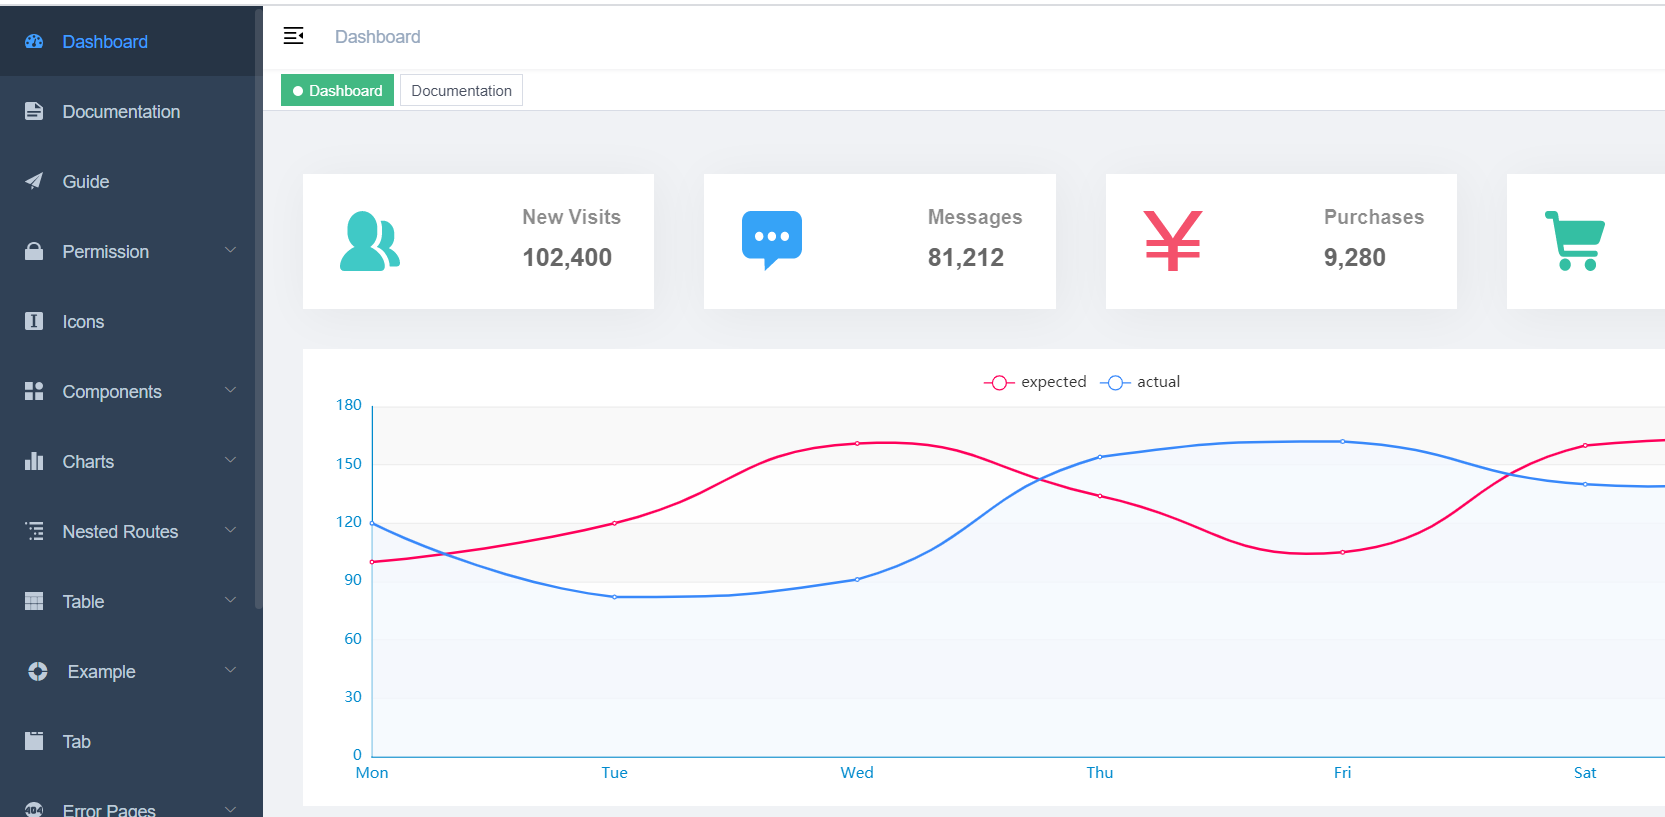 Dashboard
Documentation
Guide
Permission
Icons
Components
Charts
Nested Routes
Table
Example
Tab
404
Error Pages
Dashboard
Dashboard
Documentation
New Visits
102,400
Messages
81,212
¥
Purchases
9,280
expected
actual
180
150
120
90
60
30
0
Mon
Tue
Wed
Thu
Fri
Sat